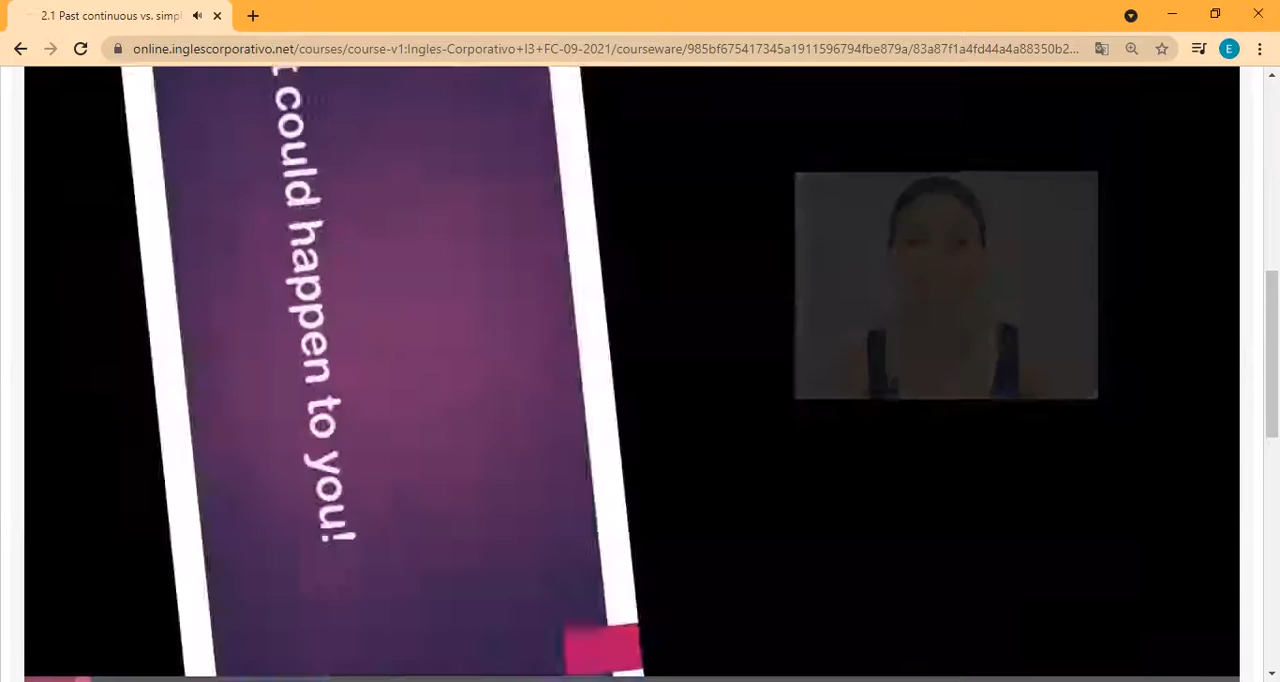 2.1 Past continuous vs. simpl
online.inglescorporativo.net/courses/course-v1:Ingles-Corporativo+I3+FC-09-2021/courseware/985bf675417345a1911596794fbe879a/83a87f1a4fd44a4a88350b2...
E
t could happen to you!